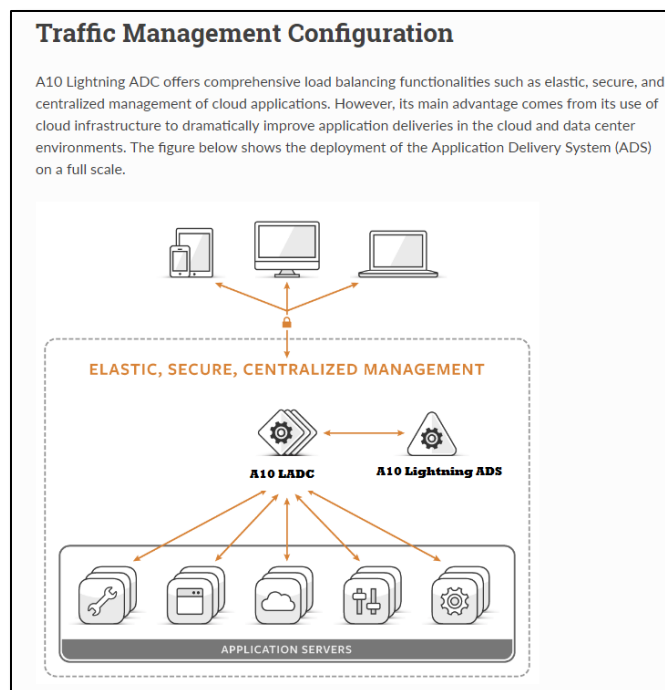 Traffic Management Configuration
A10 Lightning ADC offers comprehensive load balancing functionalities such as elastic, secure, and
centralized management of cloud applications. However, its main advantage comes from its use of
cloud infrastructure to dramatically improve application deliveries in the cloud and data center
environments. The figure below shows the deployment of the Application Delivery System (ADS)
on a full scale.
ELASTIC, SECURE, CENTRALIZED MANAGEMENT
A10 LADC
A10 Lightning ADS
APPLICATION SERVERS